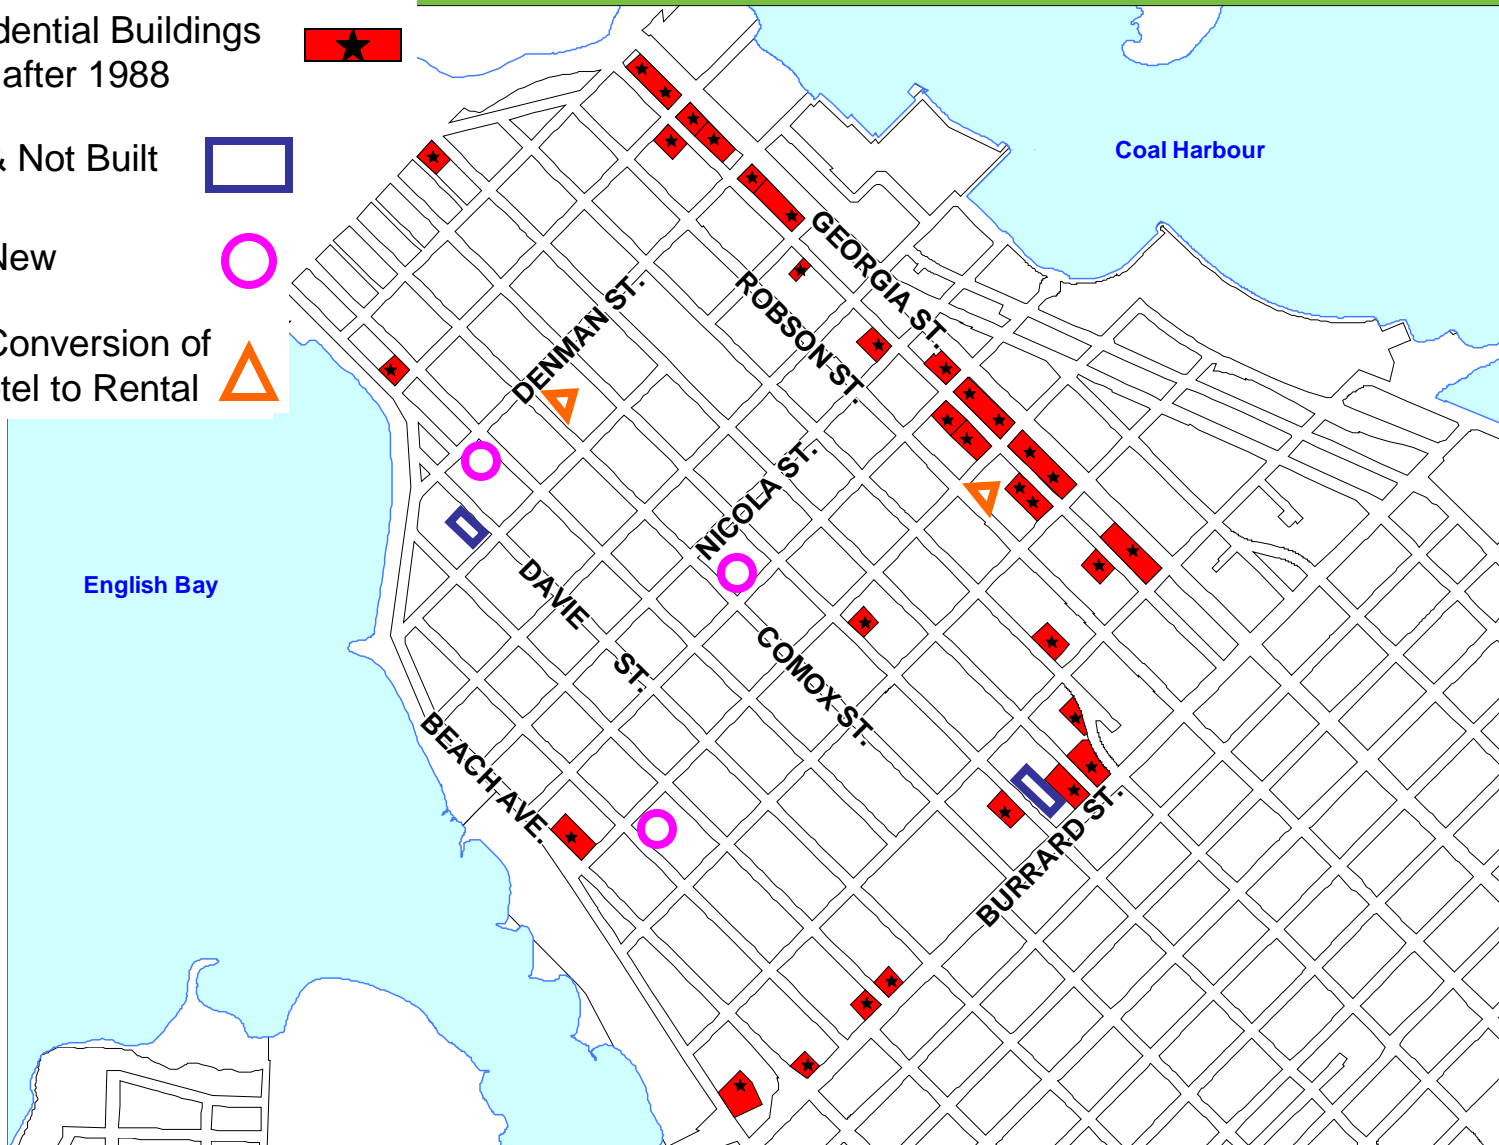 dential Buildings
after 1988
& Not Built
New
Conversion of
tel to Rental
Coal Harbour
GEORGIA ST.
ROBSON ST.
DENMAN ST.
NICOLA ST.
English Bay
DAVIE ST.
COMOX ST.
BEACH AVE.
BURRARD ST.